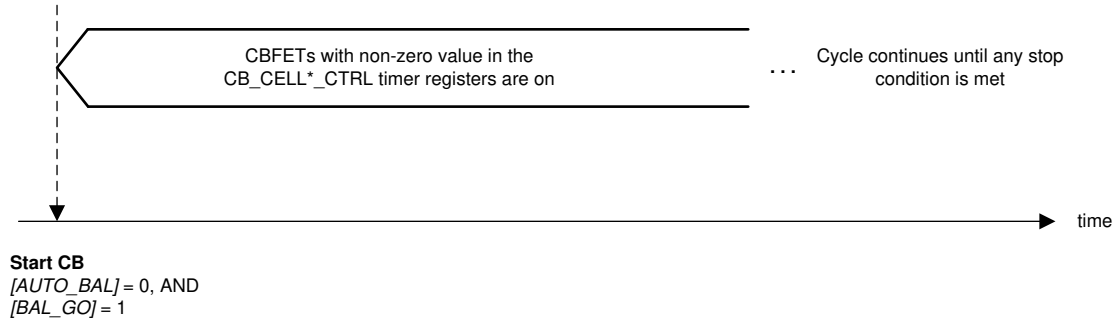 CBFETs with non-zero value in the
CB_CELL*_CTRL timer registers are on
...
Cycle continues until any stop
condition is met
time
Start CB
[AUTO_BAL] = 0, AND
[BAL_GO] = 1